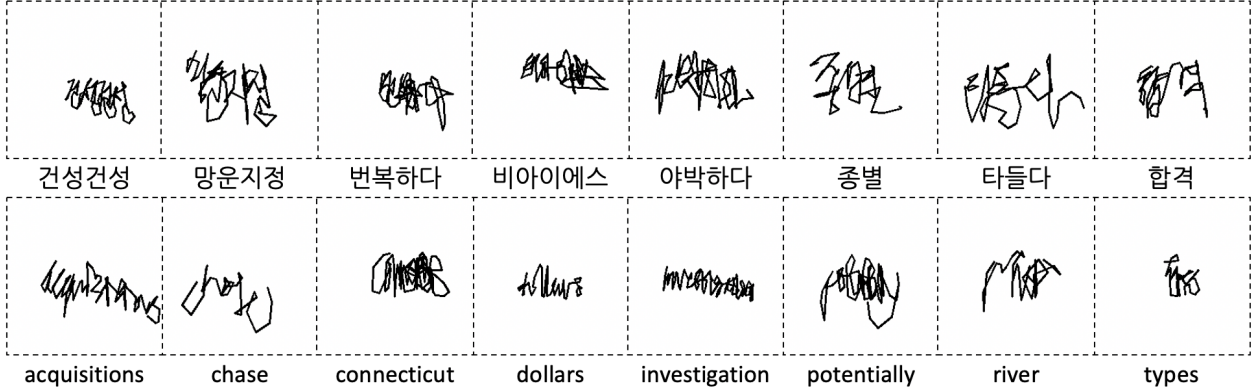 건성건성 망운지정 번복하다 비아이에스 야박하다 종별 타들다 합격
acquisitions chase connecticut dollars investigation potentially river types